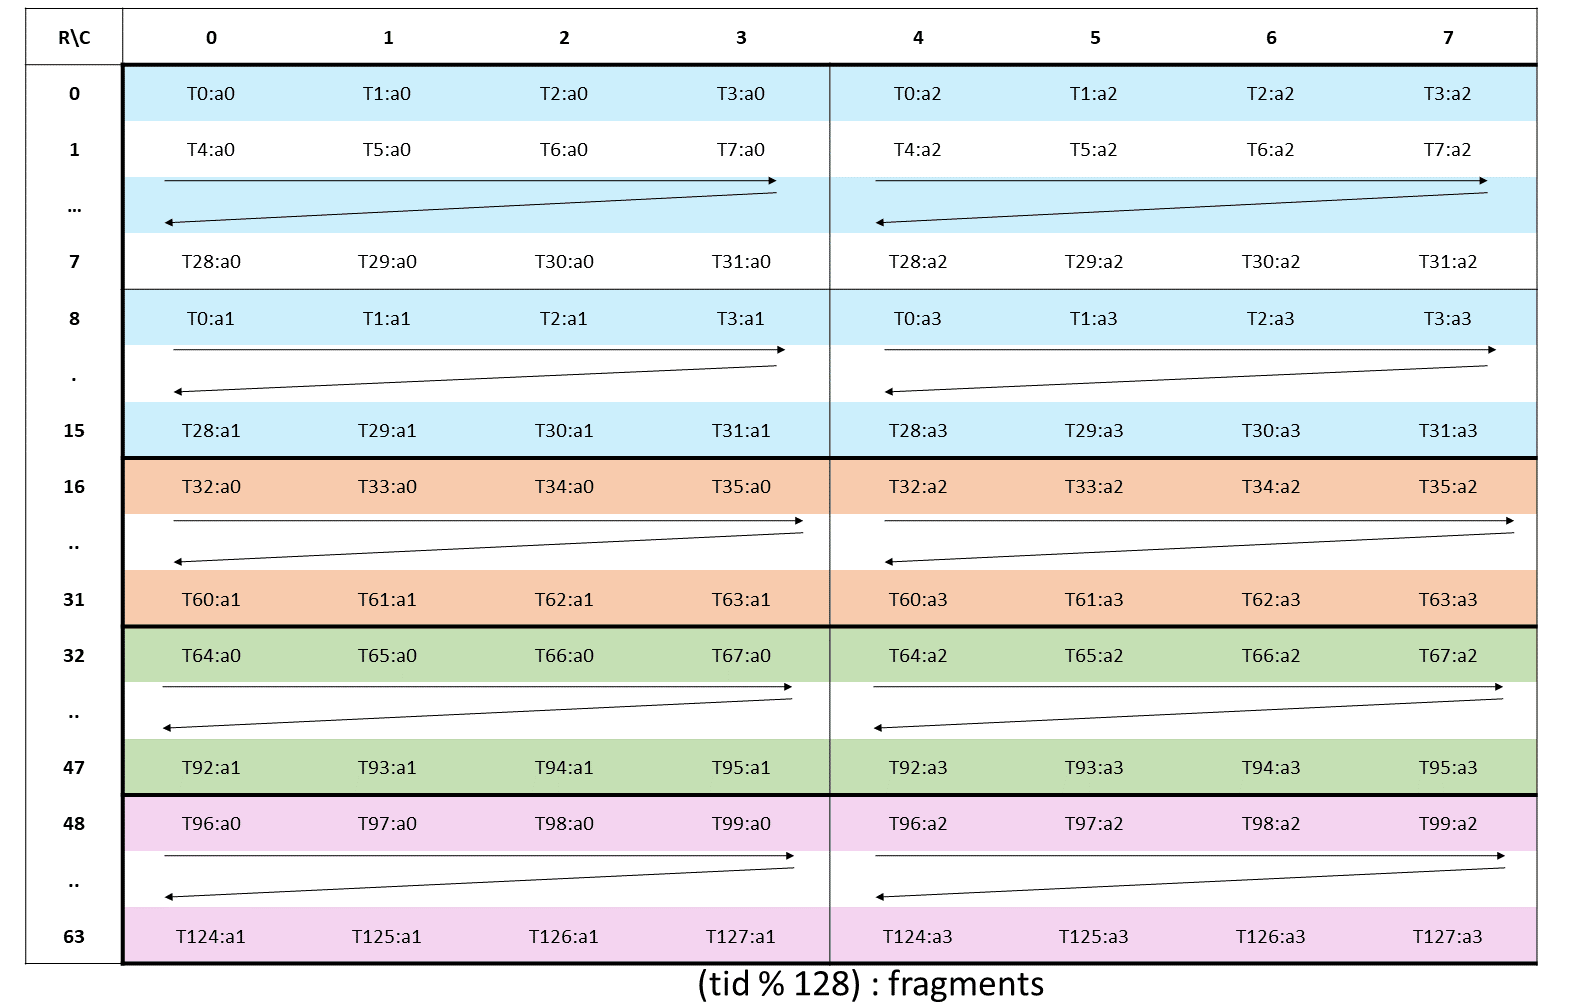 R\C 0 1 2 3 4 5 6 7
0 T0:a0 T1:a0 T2:a0 T3:a0 T0:a2 T1:a2 T2:a2 T3:a2
1 T4:a0 T5:a0 T6:a0 T7:a0 T4:a2 T5:a2 T6:a2 T7:a2
...
7 T28:a0 T29:a0 T30:a0 T31:a0 T28:a2 T29:a2 T30:a2 T31:a2
8 T0:a1 T1:a1 T2:a1 T3:a1 T0:a3 T1:a3 T2:a3 T3:a3
.
15 T28:a1 T29:a1 T30:a1 T31:a1 T28:a3 T29:a3 T30:a3 T31:a3
16 T32:a0 T33:a0 T34:a0 T35:a0 T32:a2 T33:a2 T34:a2 T35:a2
..
31 T60:a1 T61:a1 T62:a1 T63:a1 T60:a3 T61:a3 T62:a3 T63:a3
32 T64:a0 T65:a0 T66:a0 T67:a0 T64:a2 T65:a2 T66:a2 T67:a2
..
47 T92:a1 T93:a1 T94:a1 T95:a1 T92:a3 T93:a3 T94:a3 T95:a3
48 T96:a0 T97:a0 T98:a0 T99:a0 T96:a2 T97:a2 T98:a2 T99:a2
..
63 T124:a1 T125:a1 T126:a1 T127:a1 T124:a3 T125:a3 T126:a3 T127:a3
(tid % 128) : fragments